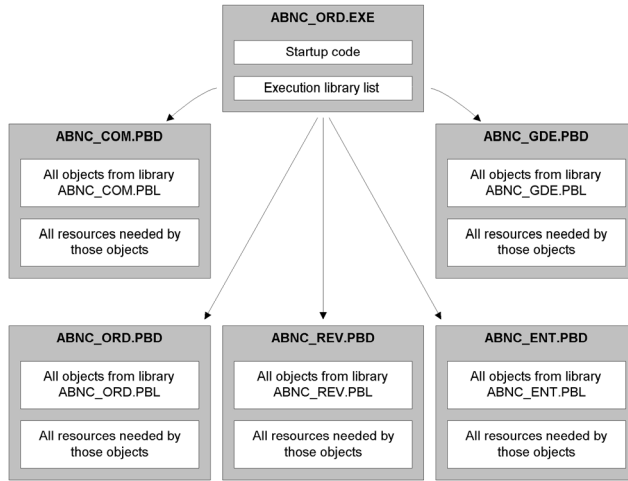 ABNC_ORD.EXE
Startup code
Execution library list
ABNC_COM.PBD
All objects from library
ABNC_COM.PBL
All resources needed by
those objects
ABNC_GDE.PBD
All objects from library
ABNC_GDE.PBL
All resources needed by
those objects
ABNC_ORD.PBD
All objects from library
ABNC_ORD.PBL
All resources needed by
those objects
ABNC_REV.PBD
All objects from library
ABNC_REV.PBL
All resources needed by
those objects
ABNC_ENT.PBD
All objects from library
ABNC_ENT.PBL
All resources needed by
those objects